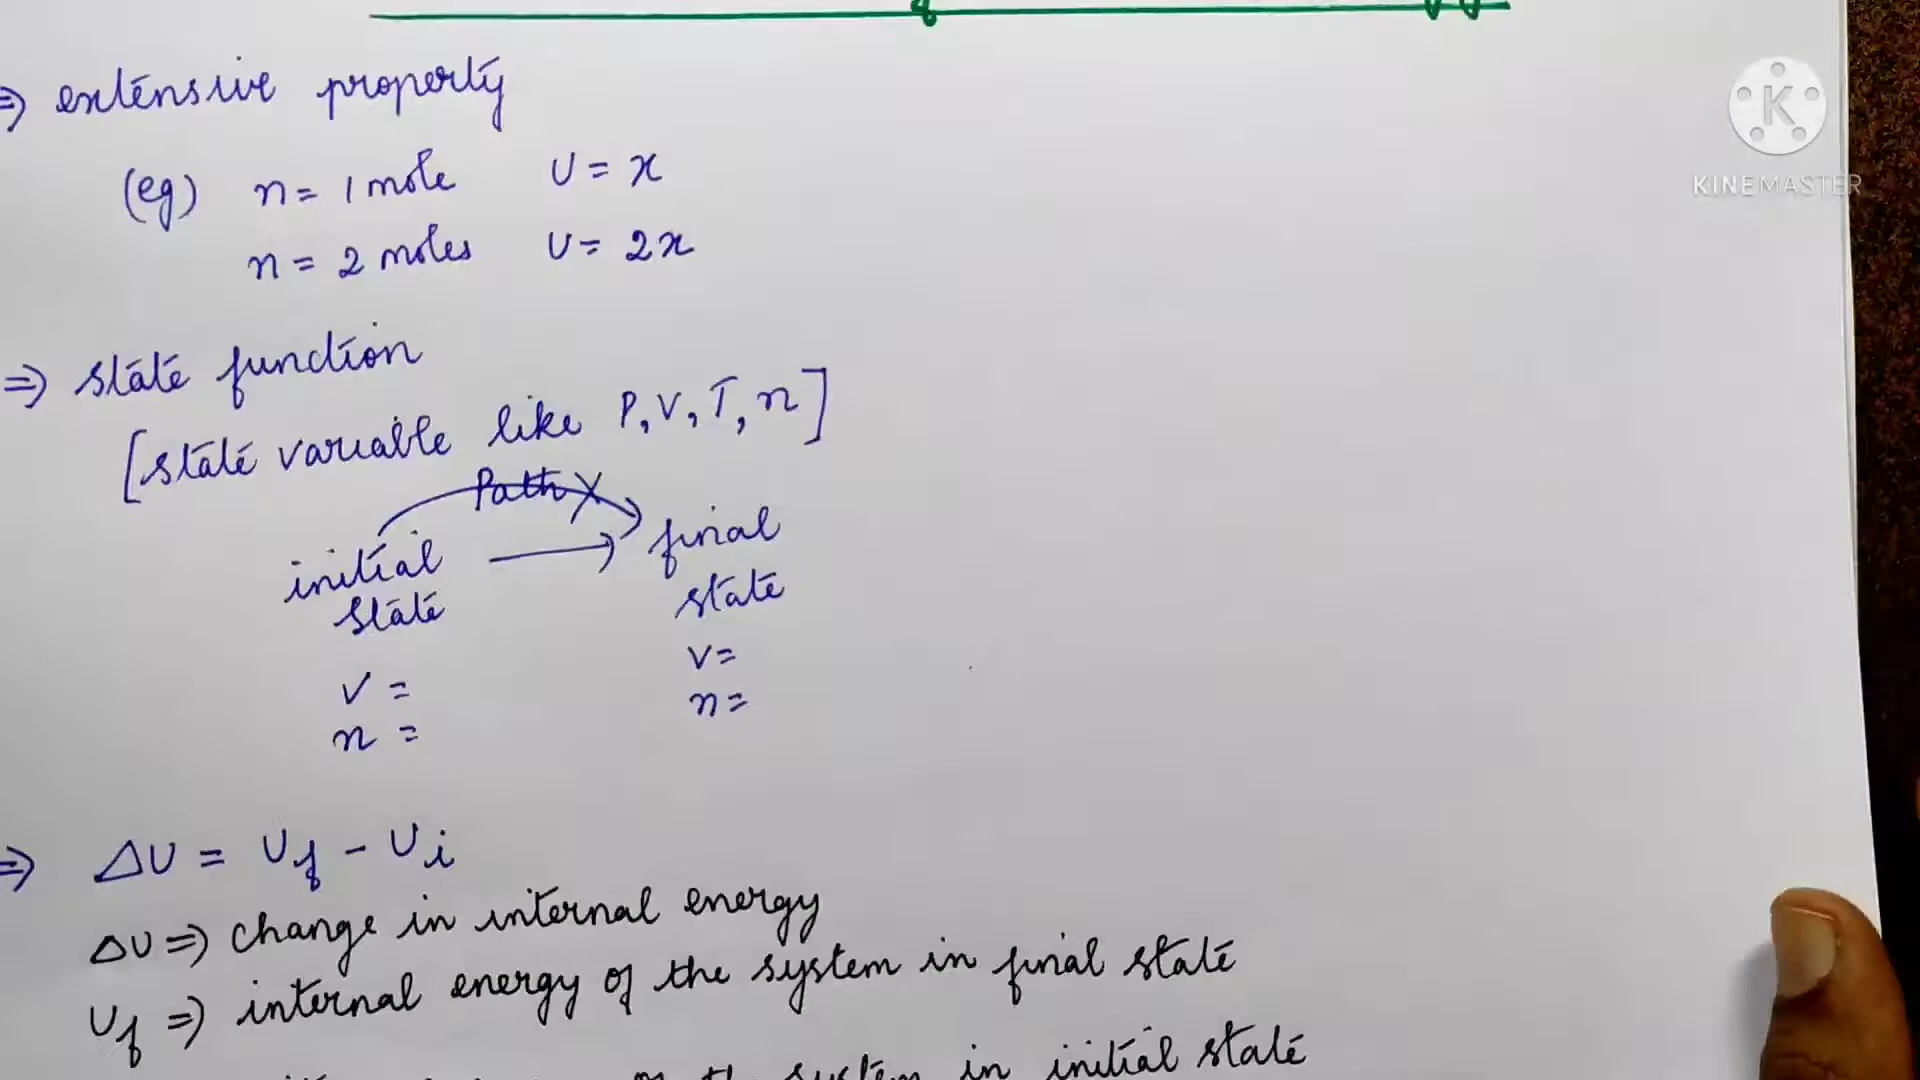 ⇒ extensive property
(eg) n = 1 mole U = x
n = 2 moles U = 2x
⇒ state function
[state variable like P, V, T, n]
Path X
initial → final
state state
V = V =
n = n =
⇒ ΔU = Uf - Ui
ΔU ⇒ change in internal energy
Uf ⇒ internal energy of the system in final state
system in initial state
K
KINEMASTER